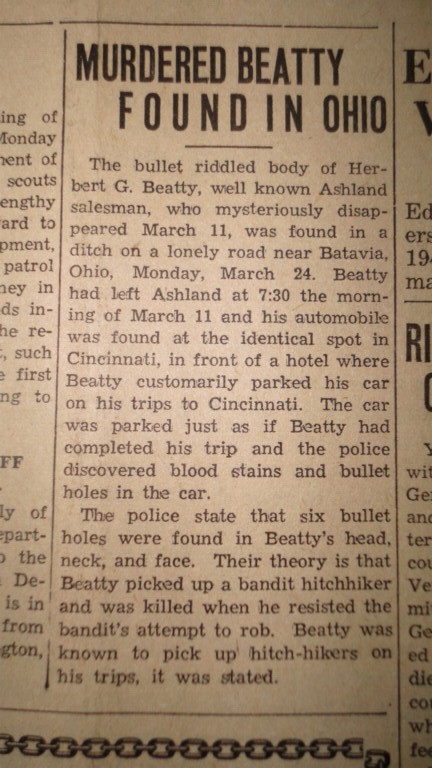 MURDERED BEATTY
FOUND IN OHIO
The bullet riddled body of Her-
bert G. Beatty, well known Ashland
salesman, who mysteriously disap-
peared March 11, was found in a
ditch on a lonely road near Batavia,
Ohio, Monday, March 24. Beatty
had left Ashland at 7:30 the morn-
ing of March 11 and his automobile
was found at the identical spot in
Cincinnati, in front of a hotel where
Beatty customarily parked his car
on his trips to Cincinnati. The car
was parked just as if Beatty had
completed his trip and the police
discovered blood stains and bullet
holes in the car.
The police state that six bullet
holes were found in Beatty's head,
neck, and face. Their theory is that
Beatty picked up a bandit hitchhiker
and was killed when he resisted the
bandit's attempt to rob. Beatty was
known to pick up hitch-hikers on
his trips, it was stated.